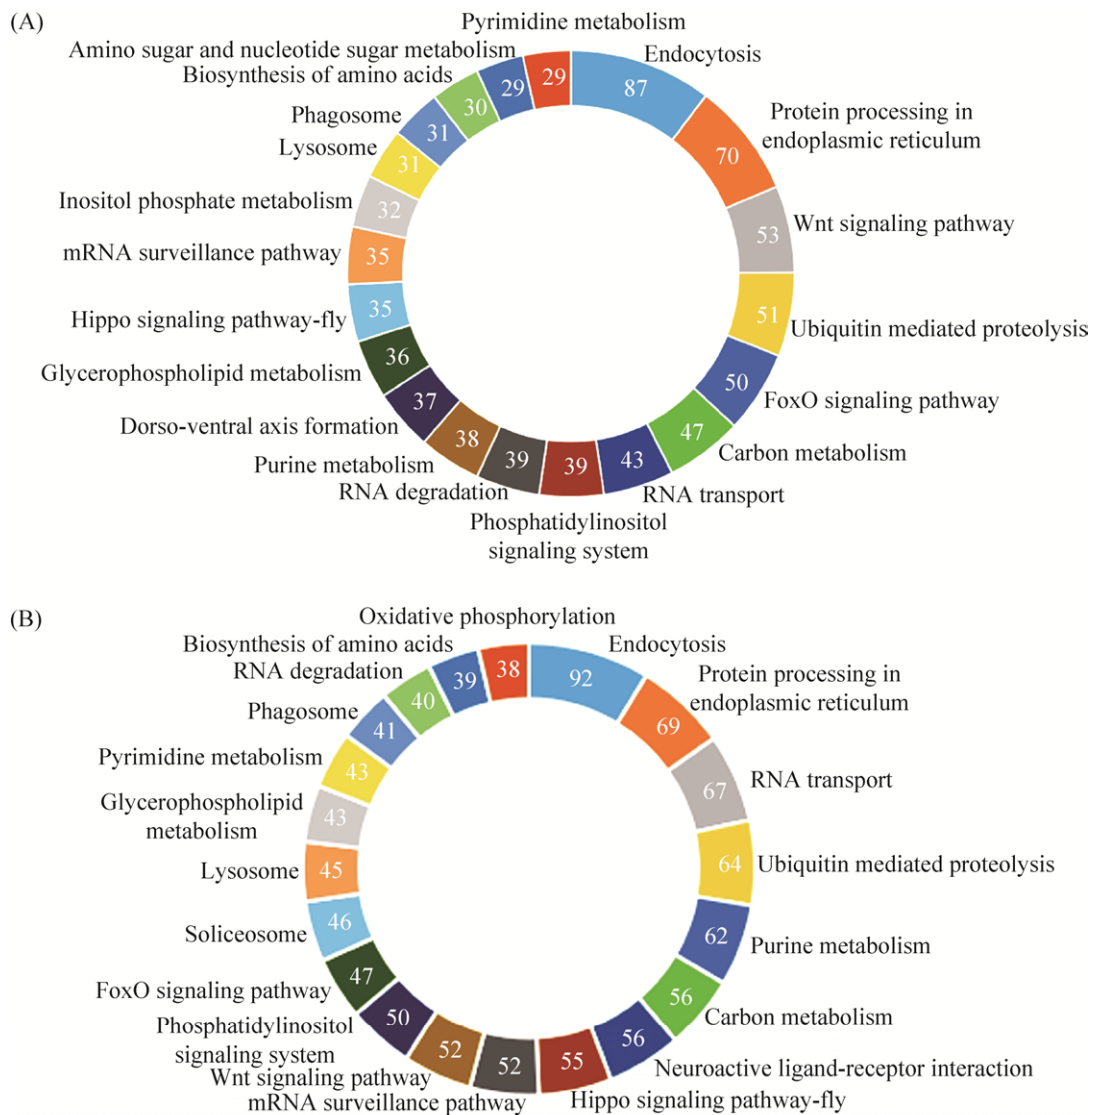 (A)
Pyrimidine metabolism
Endocytosis
87
Protein processing in
endoplasmic reticulum
70
Wnt signaling pathway
53
Ubiquitin mediated proteolysis
51
FoxO signaling pathway
50
Carbon metabolism
47
RNA transport
43
Phosphatidylinositol
signaling system
39
RNA degradation
39
Purine metabolism
38
Dorso-ventral axis formation
37
Glycerophospholipid metabolism
36
Hippo signaling pathway-fly
35
mRNA surveillance pathway
35
Inositol phosphate metabolism
32
Lysosome
31
Phagosome
31
Biosynthesis of amino acids
30
Amino sugar and nucleotide sugar metabolism
29
29
(B)
Oxidative phosphorylation
Endocytosis
92
Protein processing in
endoplasmic reticulum
69
RNA transport
67
Ubiquitin mediated proteolysis
64
Purine metabolism
62
Carbon metabolism
56
Neuroactive ligand-receptor interaction
56
Hippo signaling pathway-fly
55
mRNA surveillance pathway
52
Wnt signaling pathway
52
Phosphatidylinositol
signaling system
50
FoxO signaling pathway
47
Soliceosome
46
Lysosome
45
Glycerophospholipid
metabolism
43
Pyrimidine metabolism
43
Phagosome
41
RNA degradation
40
Biosynthesis of amino acids
39
38